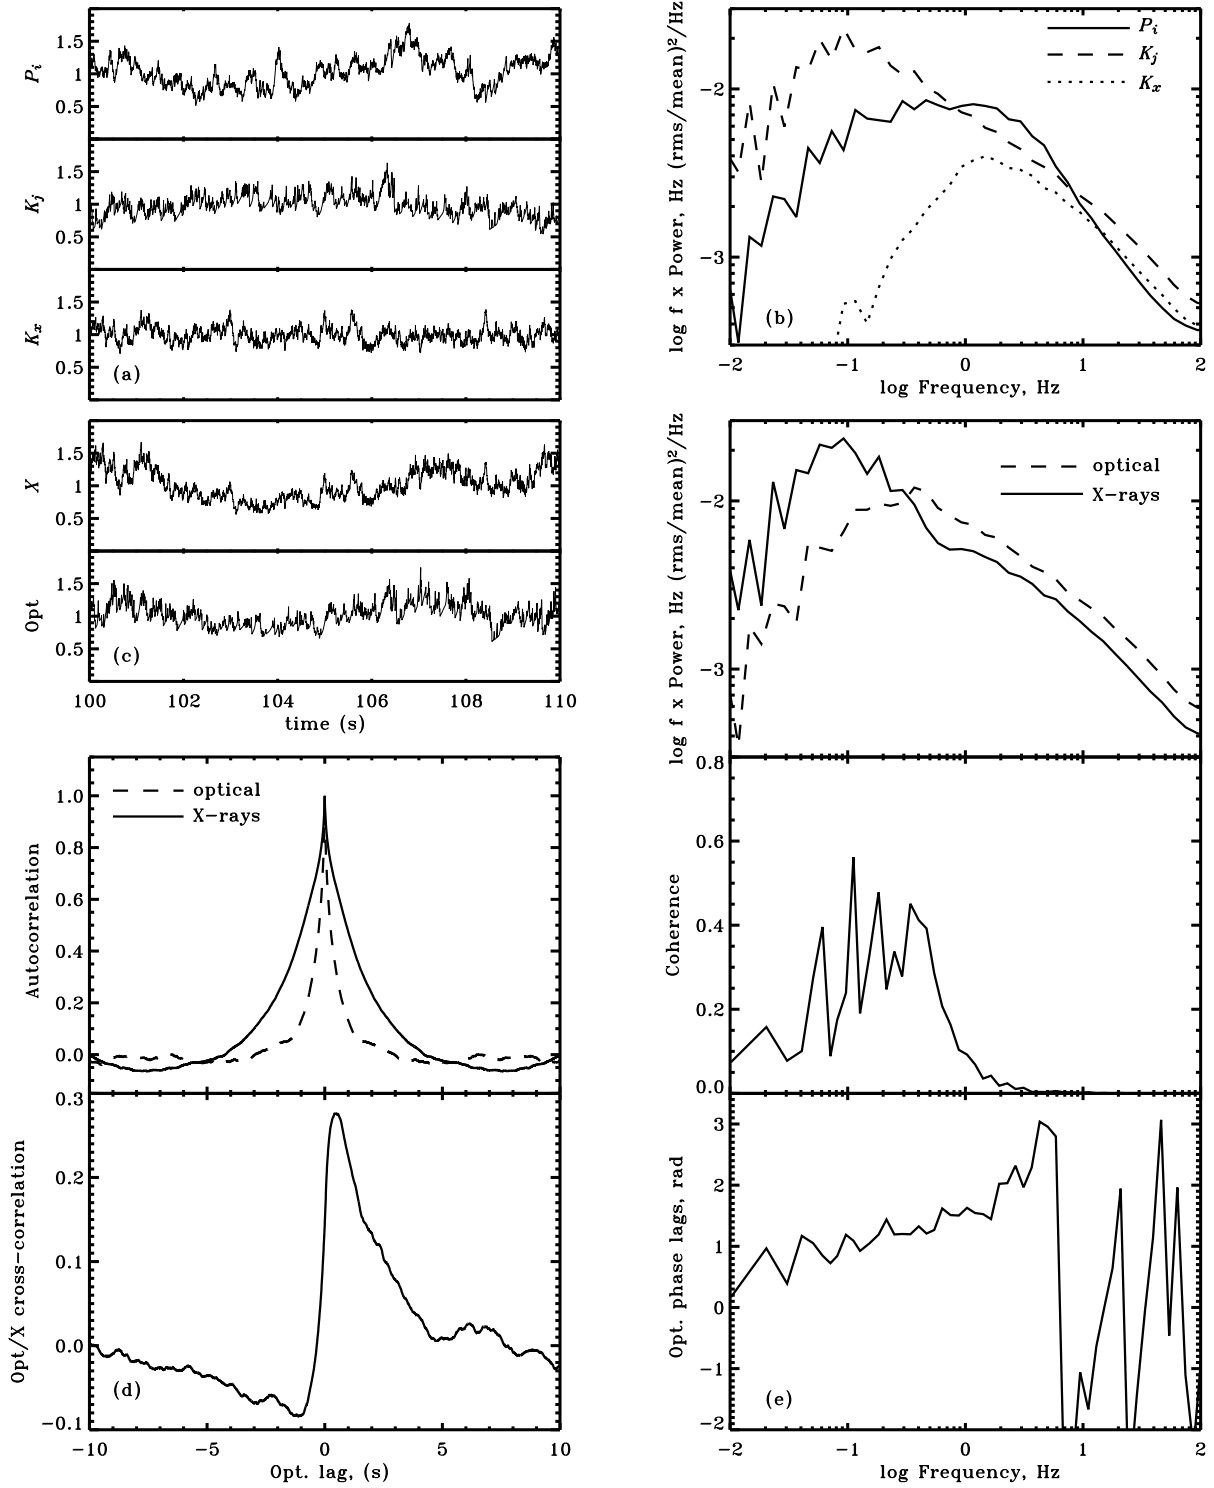 P_i
1.5
1
0.5
K_j
1.5
1
0.5
K_x
1.5
1
0.5
(a)
X
1.5
1
0.5
Opt
1.5
1
0.5
(c)
100 102 104 106 108 110
time (s)
Autocorrelation
1.0
0.8
0.6
0.4
0.2
0.0
optical
X−rays
Opt/X cross−correlation
0.3
0.2
0.1
0.0
−0.1
(d)
−10 −5 0 5 10
Opt. lag, (s)
log f x Power, Hz (rms/mean)²/Hz
−2
−3
P_i
K_j
K_x
(b)
−2 −1 0 1 2
log Frequency, Hz
log f x Power, Hz (rms/mean)²/Hz
−2
−3
optical
X−rays
Coherence
0.8
0.6
0.4
0.2
0.0
Opt. phase lags, rad
3
2
1
0
−1
−2
(e)
−2 −1 0 1 2
log Frequency, Hz